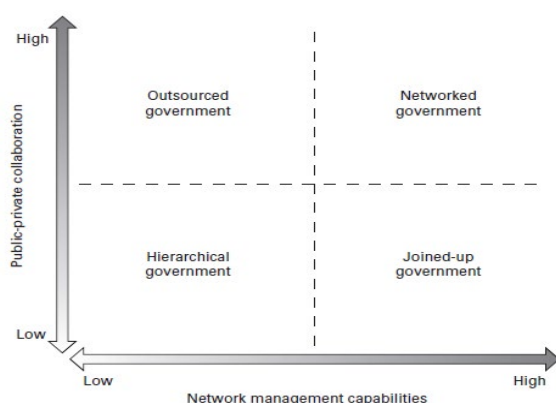 High
Outsourced
government
Networked
government
Public-private collaboration
Hierarchical
government
Joined-up
government
Low
Low
High
Network management capabilities